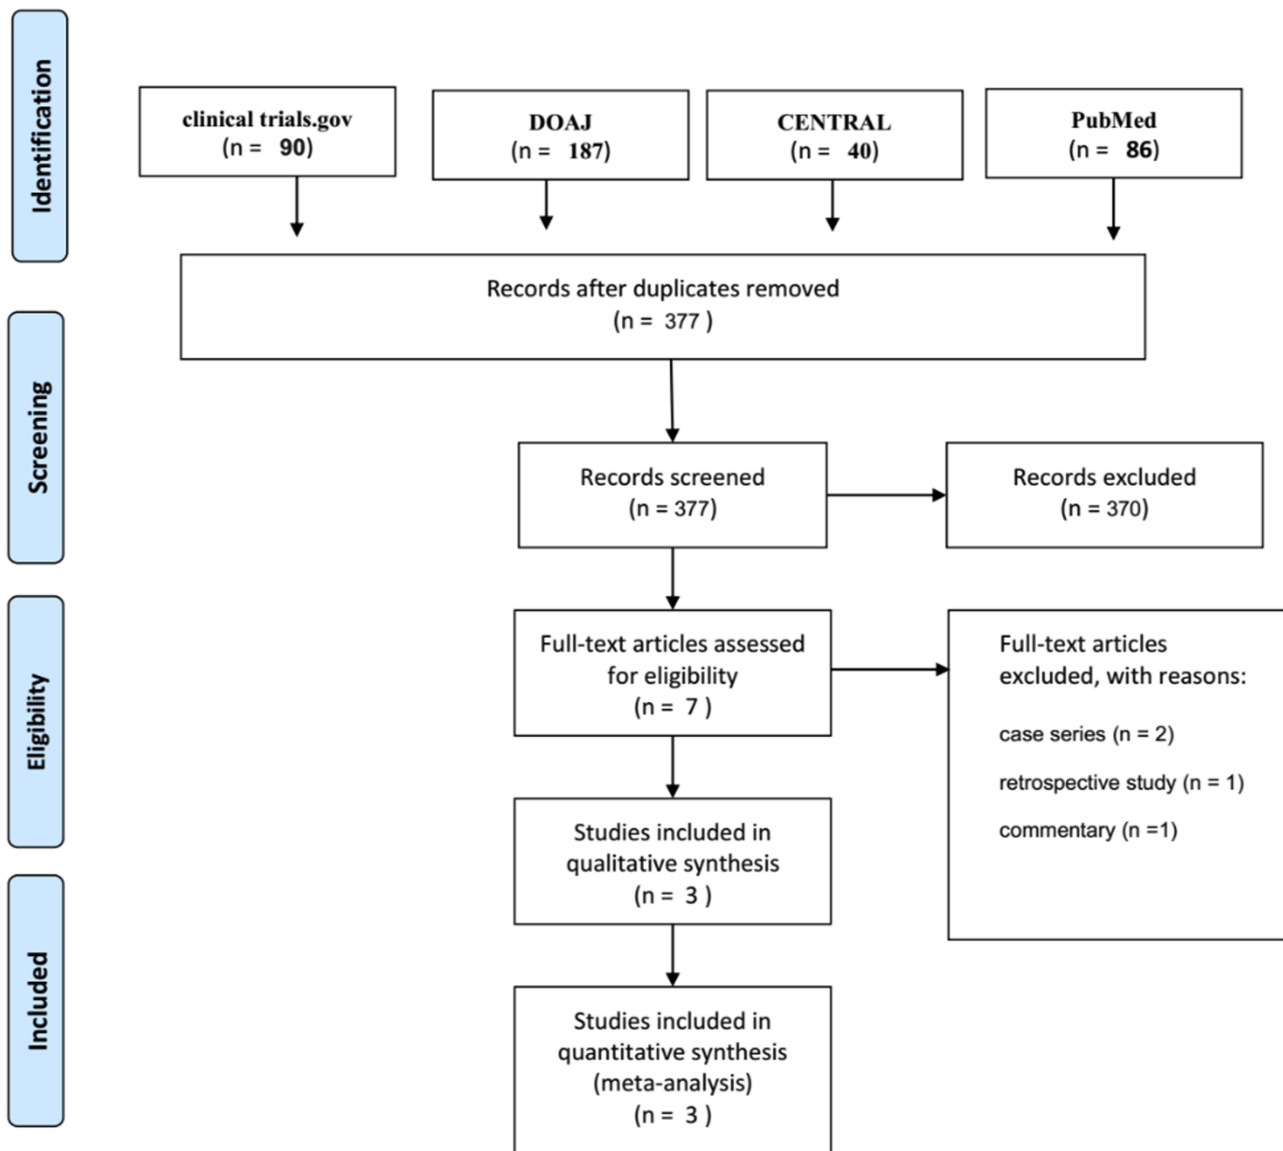 Identification
clinical trials.gov
(n = 90)
DOAJ
(n = 187)
CENTRAL
(n = 40)
PubMed
(n = 86)
Records after duplicates removed
(n = 377 )
Screening
Records screened
(n = 377)
Records excluded
(n = 370)
Eligibility
Full-text articles assessed
for eligibility
(n = 7 )
Full-text articles
excluded, with reasons:
case series (n = 2)
retrospective study (n = 1)
commentary (n =1)
Studies included in
qualitative synthesis
(n = 3 )
Included
Studies included in
quantitative synthesis
(meta-analysis)
(n = 3 )